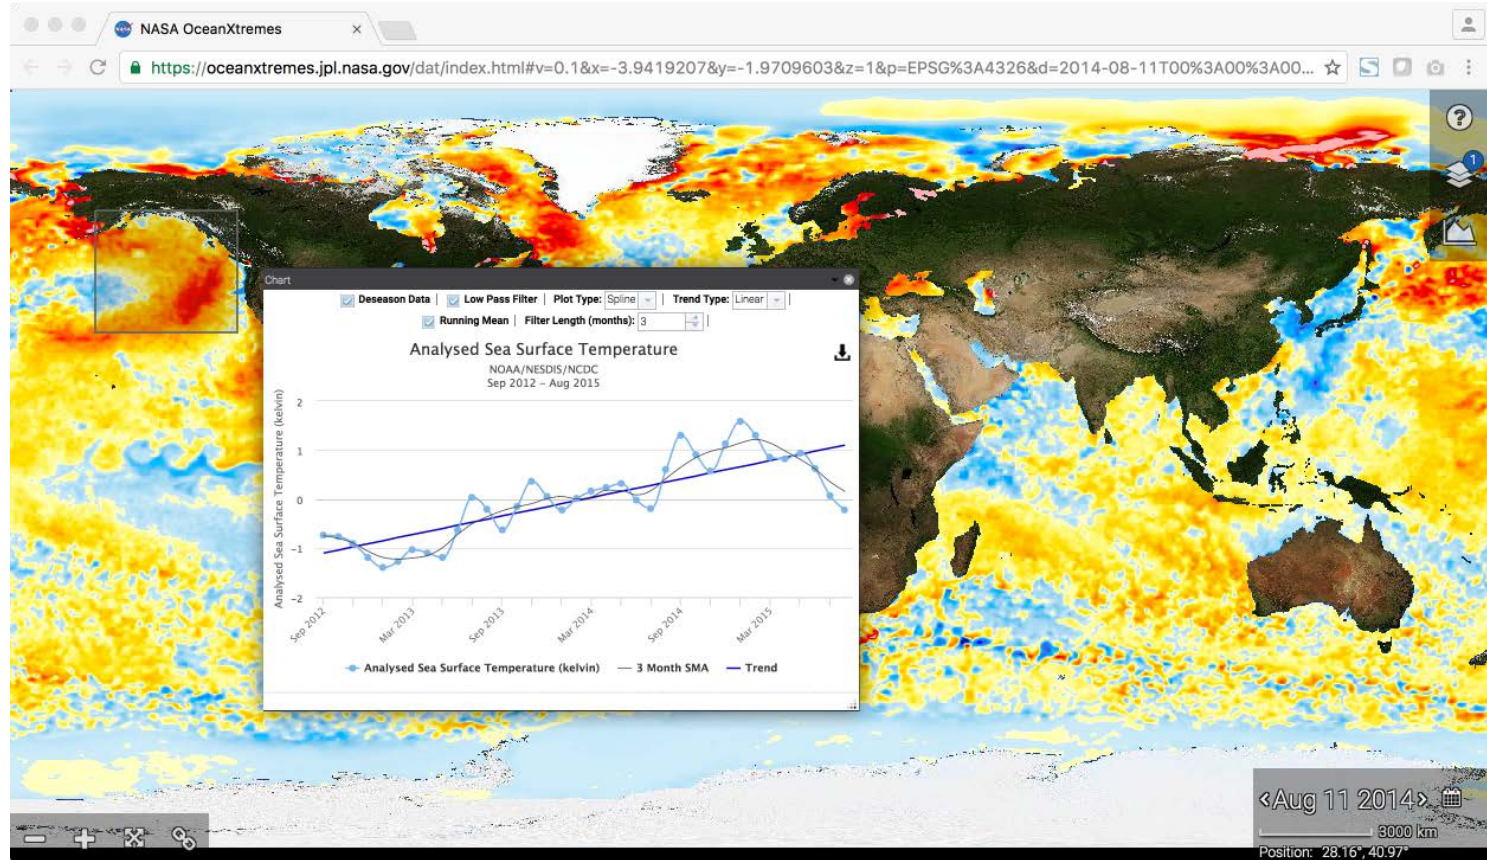 NASA OceanXtremes
https://oceanxtremes.jpl.nasa.gov/dat/index.html#v=0.1&x=-3.9419207&y=-1.9709603&z=1&p=EPSG%3A4326&d=2014-08-11T00%3A00%3A00...
?
1
Chart
Deseason Data | Low Pass Filter | Plot Type: Spline | Trend Type: Linear |
Running Mean | Filter Length (months): 3 |
Analysed Sea Surface Temperature
NOAA/NESDIS/NCDC
Sep 2012 – Aug 2015
Analysed Sea Surface Temperature (kelvin)
2
1
0
-1
-2
Sep 2012
Mar 2013
Sep 2013
Mar 2014
Sep 2014
Mar 2015
Analysed Sea Surface Temperature (kelvin) 3 Month SMA Trend
<Aug 11 2014>
3000 km
Position: 28.16°, 40.97°